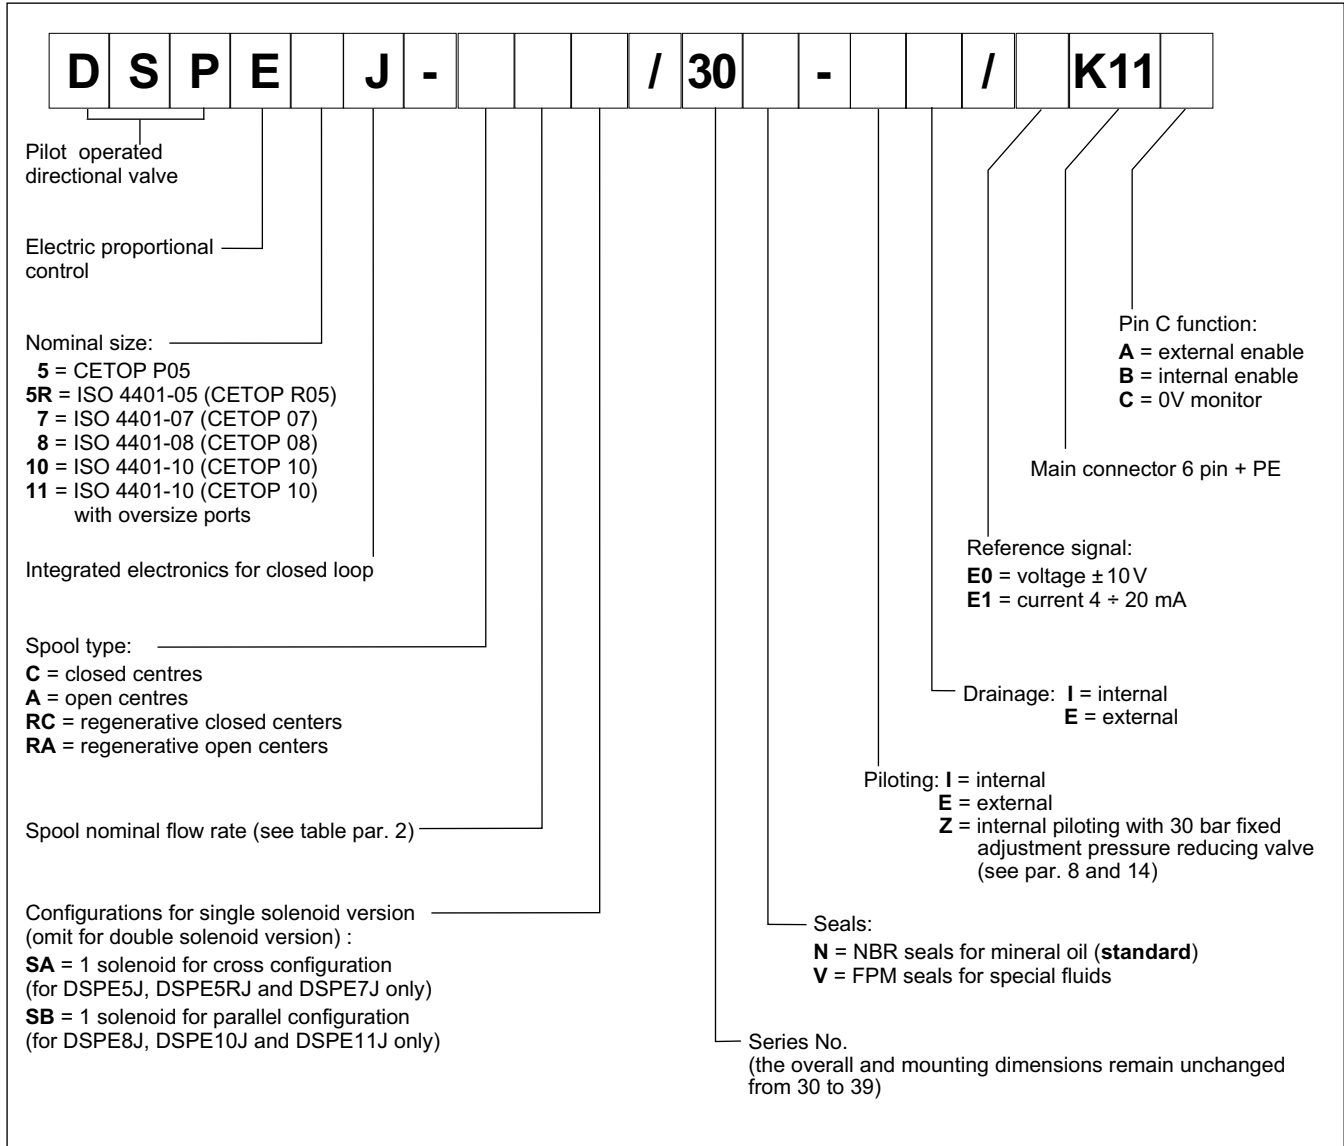 D S P E J - / 30 - / K11
Pilot operated
directional valve
Electric proportional
control
Nominal size:
5 = CETOP P05
5R = ISO 4401-05 (CETOP R05)
7 = ISO 4401-07 (CETOP 07)
8 = ISO 4401-08 (CETOP 08)
10 = ISO 4401-10 (CETOP 10)
11 = ISO 4401-10 (CETOP 10)
with oversize ports
Integrated electronics for closed loop
Spool type:
C = closed centres
A = open centres
RC = regenerative closed centers
RA = regenerative open centers
Spool nominal flow rate (see table par. 2)
Configurations for single solenoid version
(omit for double solenoid version) :
SA = 1 solenoid for cross configuration
(for DSPE5J, DSPE5RJ and DSPE7J only)
SB = 1 solenoid for parallel configuration
(for DSPE8J, DSPE10J and DSPE11J only)
Pin C function:
A = external enable
B = internal enable
C = 0V monitor
Main connector 6 pin + PE
Reference signal:
E0 = voltage ±10V
E1 = current 4 ÷ 20 mA
Drainage: I = internal
E = external
Piloting: I = internal
E = external
Z = internal piloting with 30 bar fixed
adjustment pressure reducing valve
(see par. 8 and 14)
Seals:
N = NBR seals for mineral oil (standard)
V = FPM seals for special fluids
Series No.
(the overall and mounting dimensions remain unchanged
from 30 to 39)